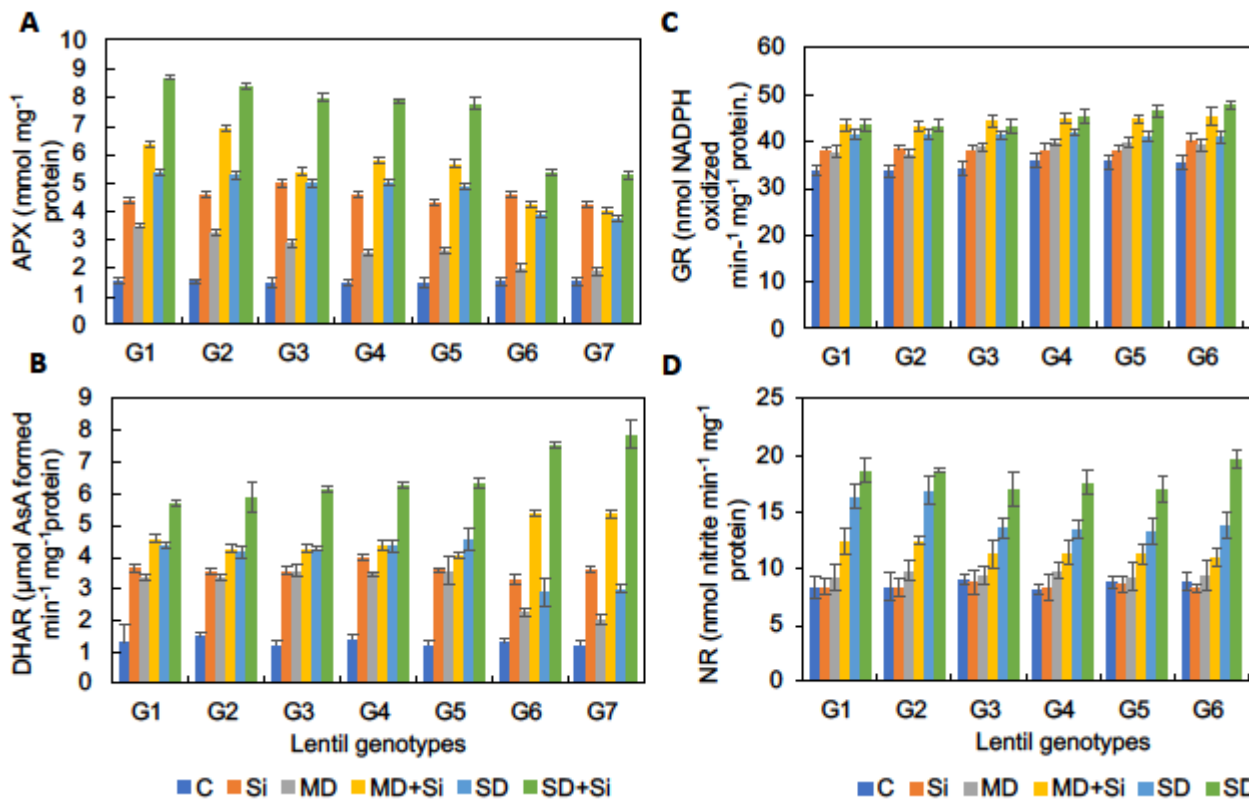 A
APX (mmol mg-1
protein)
10
9
8
7
6
5
4
3
2
1
0
G1 G2 G3 G4 G5 G6 G7
B
DHAR (µmol AsA formed
min-1 mg-1protein)
9
8
7
6
5
4
3
2
1
0
G1 G2 G3 G4 G5 G6 G7
Lentil genotypes
C Si MD MD+Si SD SD+Si
C
GR (nmol NADPH
oxidized
min-1 mg-1 protein.)
60
50
40
30
20
10
0
G1 G2 G3 G4 G5 G6
D
NR (nmol nitrite min-1 mg-1
protein)
25
20
15
10
5
0
G1 G2 G3 G4 G5 G6
Lentil genotypes
C Si MD MD+Si SD SD